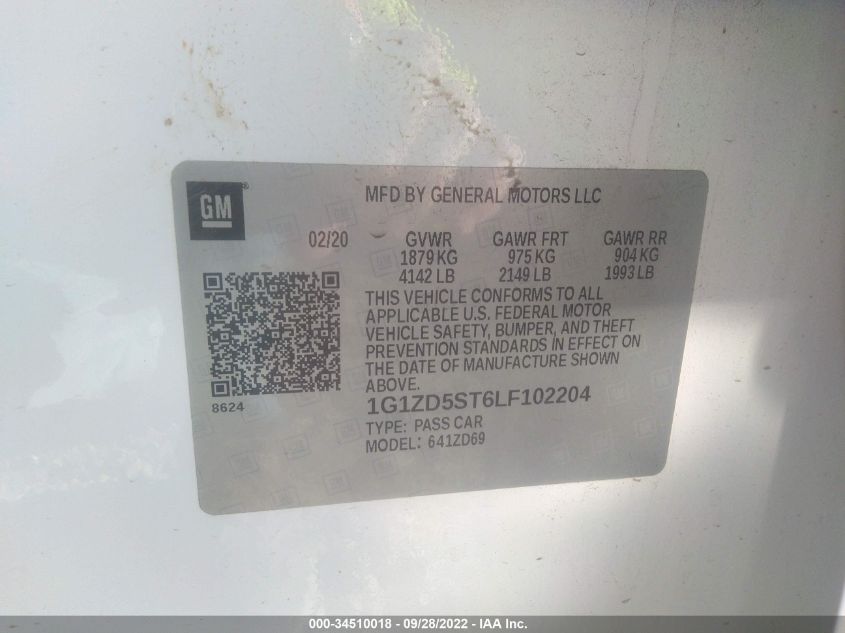 GM®
MFD BY GENERAL MOTORS LLC
02/20 GVWR GAWR FRT GAWR RR
1879 KG 975 KG 904 KG
4142 LB 2149 LB 1993 LB
THIS VEHICLE CONFORMS TO ALL
APPLICABLE U.S. FEDERAL MOTOR
VEHICLE SAFETY, BUMPER, AND THEFT
PREVENTION STANDARDS IN EFFECT ON
THE DATE OF MANUFACTURE SHOWN
ABOVE.
8624
1G1ZD5ST6LF102204
TYPE: PASS CAR
MODEL: 641ZD69
000-34510018 - 09/28/2022 - IAA Inc.